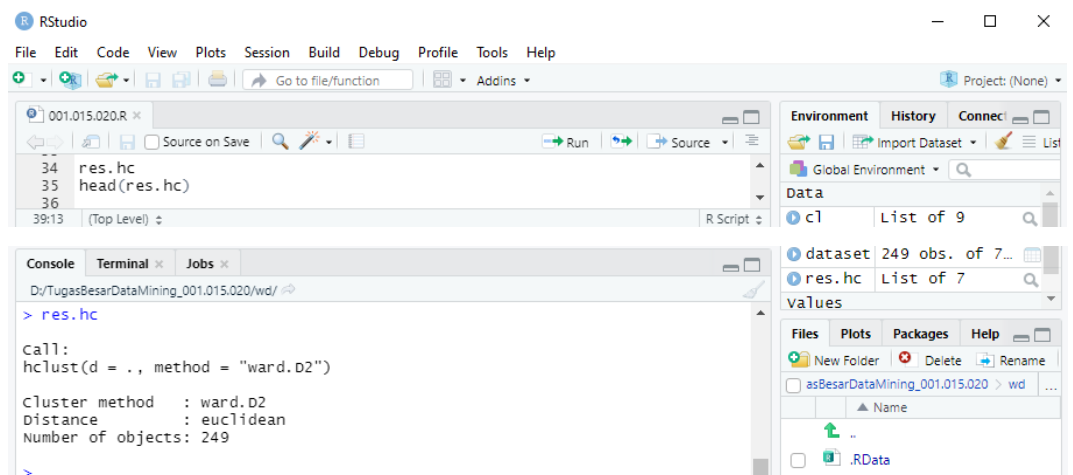 RStudio
File Edit Code View Plots Session Build Debug Profile Tools Help
Go to file/function Addins Project: (None)
001.015.020.R
Source on Save Run Source
34 res.hc
35 head(res.hc)
36
39:13 (Top Level) R Script
Environment History Connec
Import Dataset List
Global Environment
Data
cl List of 9
dataset 249 obs. of 7…
res.hc List of 7
values
Console Terminal Jobs
D:/TugasBesarDataMining_001.015.020/wd/
> res.hc
Call:
hclust(d = ., method = "ward.D2")
Cluster method : ward.D2
Distance : euclidean
Number of objects: 249
>
Files Plots Packages Help
New Folder Delete Rename
asBesarDataMining_001.015.020 > wd ...
Name
..
.RData